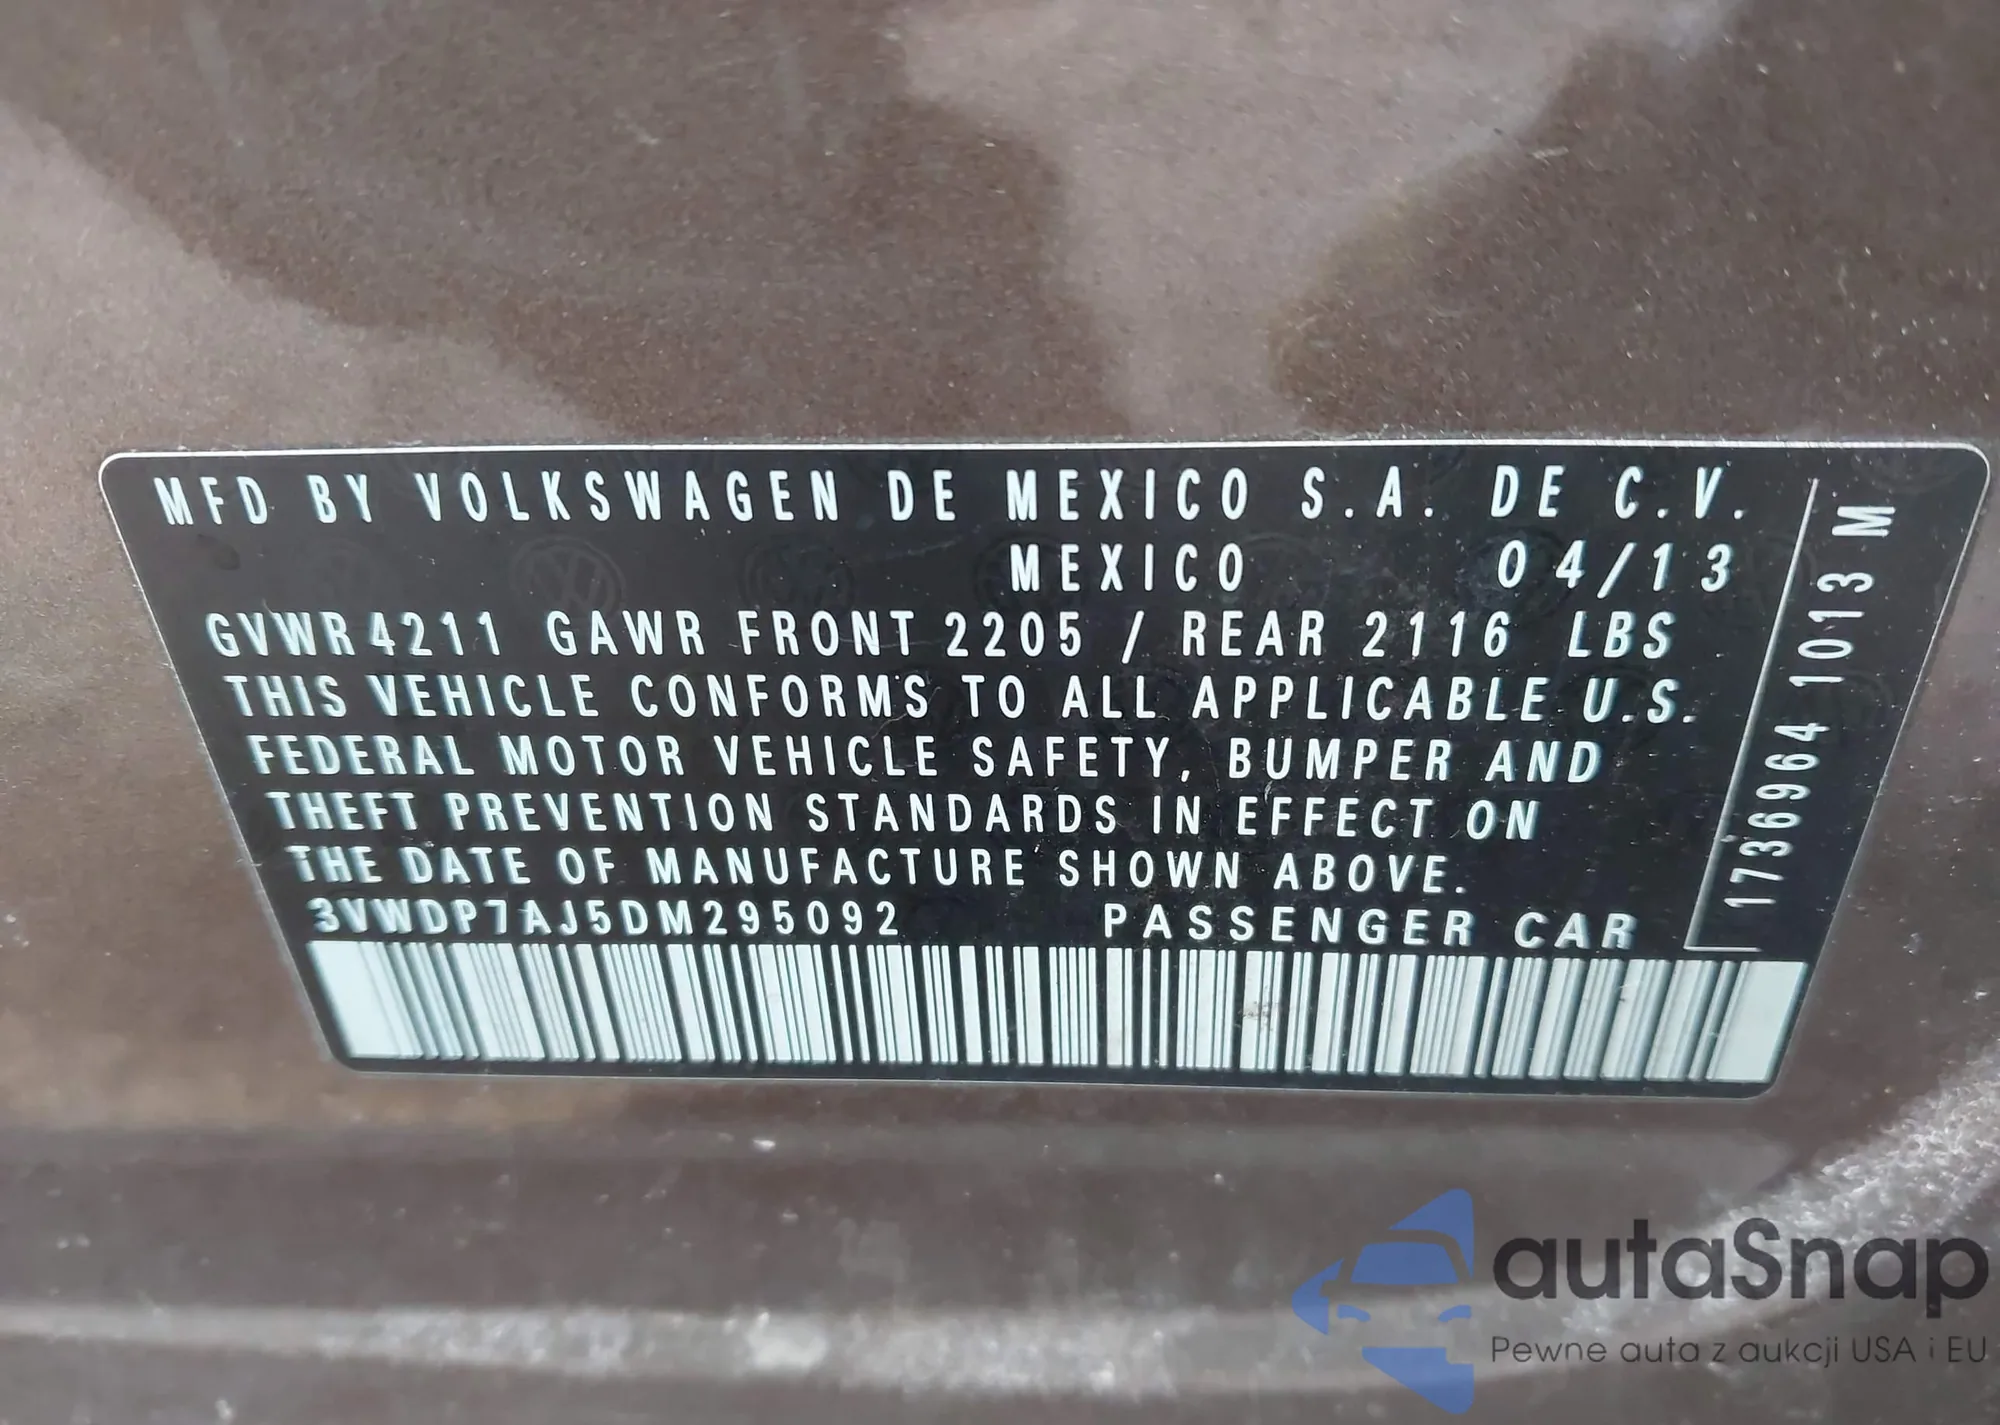 MFD BY VOLKSWAGEN DE MEXICO S.A. DE C.V.
MEXICO 04/13
GVWR 4211 GAWR FRONT 2205 / REAR 2116 LBS
THIS VEHICLE CONFORMS TO ALL APPLICABLE U.S.
FEDERAL MOTOR VEHICLE SAFETY, BUMPER AND
THEFT PREVENTION STANDARDS IN EFFECT ON
THE DATE OF MANUFACTURE SHOWN ABOVE.
3VWDP7AJ5DM295092 PASSENGER CAR
1736964 1013 M
autaSnap
Pewne auta z aukcji USA i EU